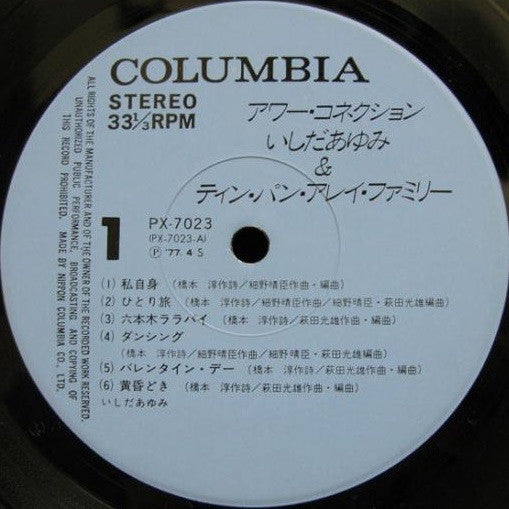 COLUMBIA
STEREO
33⅓RPM
アワー・コネクション
いしだあゆみ
&
ティン・パン・アレイ・ファミリー
1
PX-7023
(PX-7023-A)
Ⓟ '77. 4 S
(1) 私自身 (橋本 淳作詩/細野晴臣作曲・編曲)
(2) ひとり旅 (橋本 淳作詩/細野晴臣作曲/細野晴臣・萩田光雄編曲)
(3) 六本木ララバイ (橋本 淳作詩/萩田光雄作曲・編曲)
(4) ダンシング
(橋本 淳作詩/細野晴臣作曲/細野晴臣・萩田光雄編曲)
(5) バレンタイン・デー (橋本 淳作詩/萩田光雄作曲・編曲)
(6) 黄昏どき (橋本 淳作詩/萩田光雄作曲・編曲)
いしだあゆみ
ALL RIGHTS OF THE MANUFACTURER AND OF THE OWNER OF THE RECORDED WORK RESERVED.
UNAUTHORIZED PUBLIC PERFORMANCE, BROADCASTING AND COPYING OF
THIS RECORD PROHIBITED. MADE BY NIPPON COLUMBIA CO., LTD.